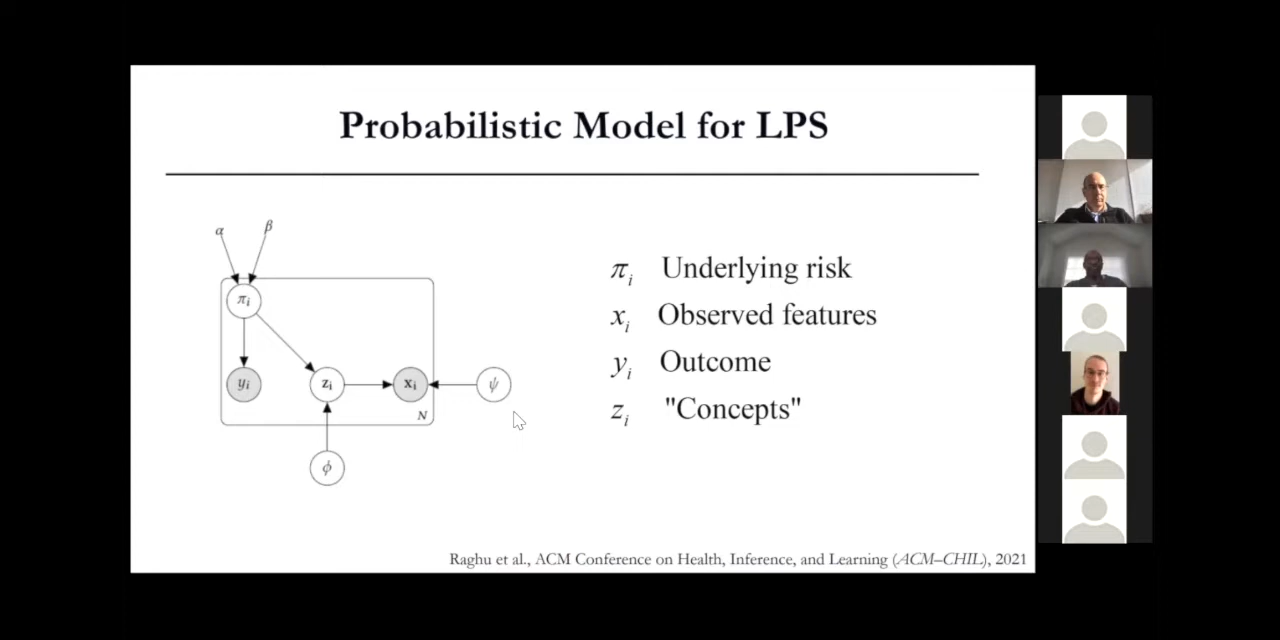 Probabilistic Model for LPS
α
β
πᵢ
yᵢ
zᵢ
xᵢ
ψ
N
ϕ
πᵢ Underlying risk
xᵢ Observed features
yᵢ Outcome
zᵢ "Concepts"
Raghu et al., ACM Conference on Health, Inference, and Learning (ACM–CHIL), 2021